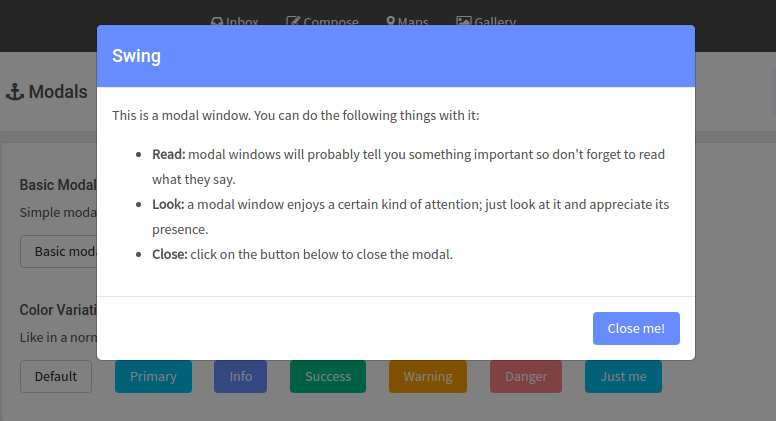 Inbox Compose Maps Gallery
Swing
Modals
This is a modal window. You can do the following things with it:
Read: modal windows will probably tell you something important so don't forget to read
what they say.
Look: a modal window enjoys a certain kind of attention; just look at it and appreciate its
presence.
Close: click on the button below to close the modal.
Close me!
Basic Modal
Simple moda
Basic moda
Color Variati
Like in a norn
Default Primary Info Success Warning Danger Just me